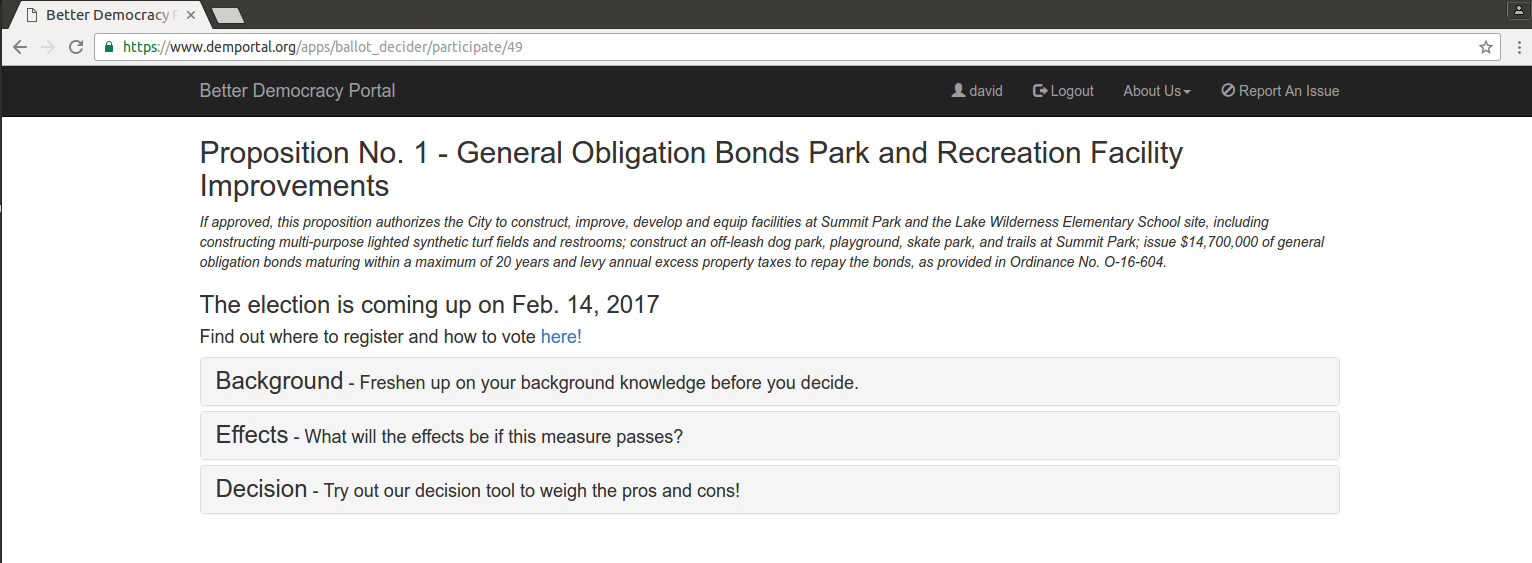 Better Democracy P
https://www.demportal.org/apps/ballot_decider/participate/49
Better Democracy Portal
david
Logout
About Us
Report An Issue
Proposition No. 1 - General Obligation Bonds Park and Recreation Facility
Improvements
If approved, this proposition authorizes the City to construct, improve, develop and equip facilities at Summit Park and the Lake Wilderness Elementary School site, including
constructing multi-purpose lighted synthetic turf fields and restrooms; construct an off-leash dog park, playground, skate park, and trails at Summit Park; issue $14,700,000 of general
obligation bonds maturing within a maximum of 20 years and levy annual excess property taxes to repay the bonds, as provided in Ordinance No. O-16-604.
The election is coming up on Feb. 14, 2017
Find out where to register and how to vote here!
Background - Freshen up on your background knowledge before you decide.
Effects - What will the effects be if this measure passes?
Decision - Try out our decision tool to weigh the pros and cons!